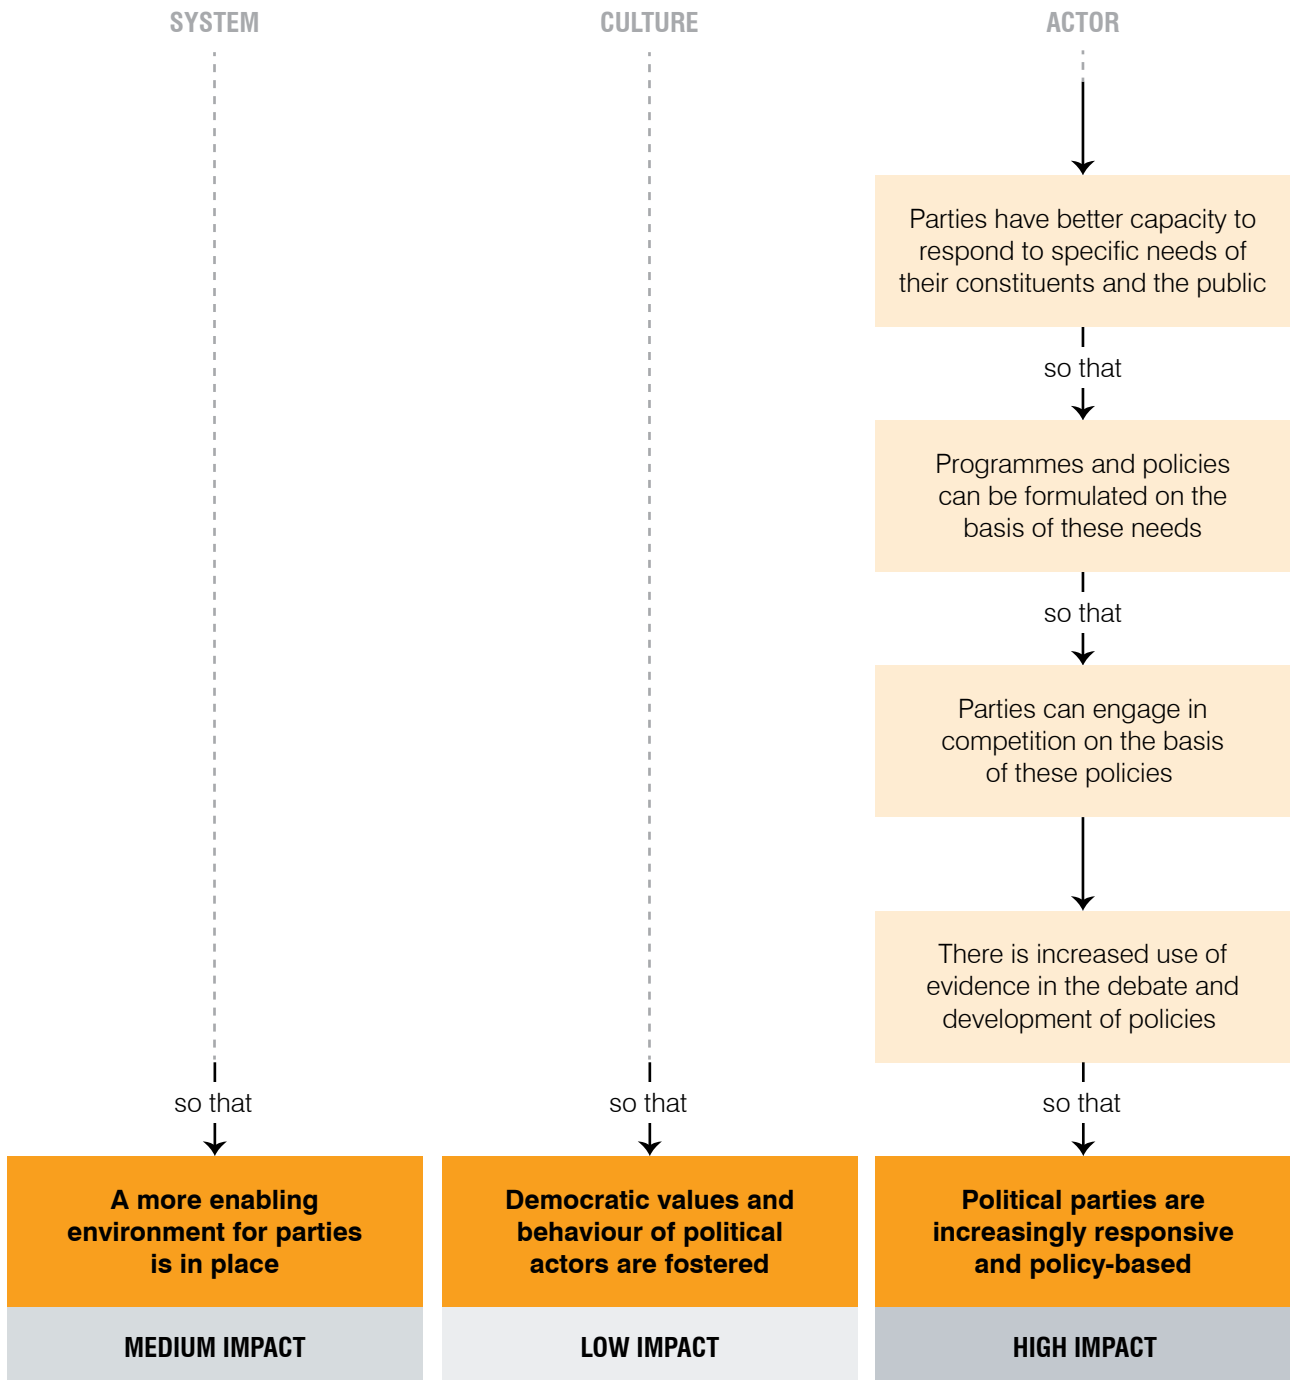 SYSTEM
CULTURE
ACTOR
Parties have better capacity to
respond to specific needs of
their constituents and the public
so that
Programmes and policies
can be formulated on the
basis of these needs
so that
Parties can engage in
competition on the basis
of these policies
There is increased use of
evidence in the debate and
development of policies
so that
so that
so that
A more enabling
environment for parties
is in place
Democratic values and
behaviour of political
actors are fostered
Political parties are
increasingly responsive
and policy-based
MEDIUM IMPACT
LOW IMPACT
HIGH IMPACT